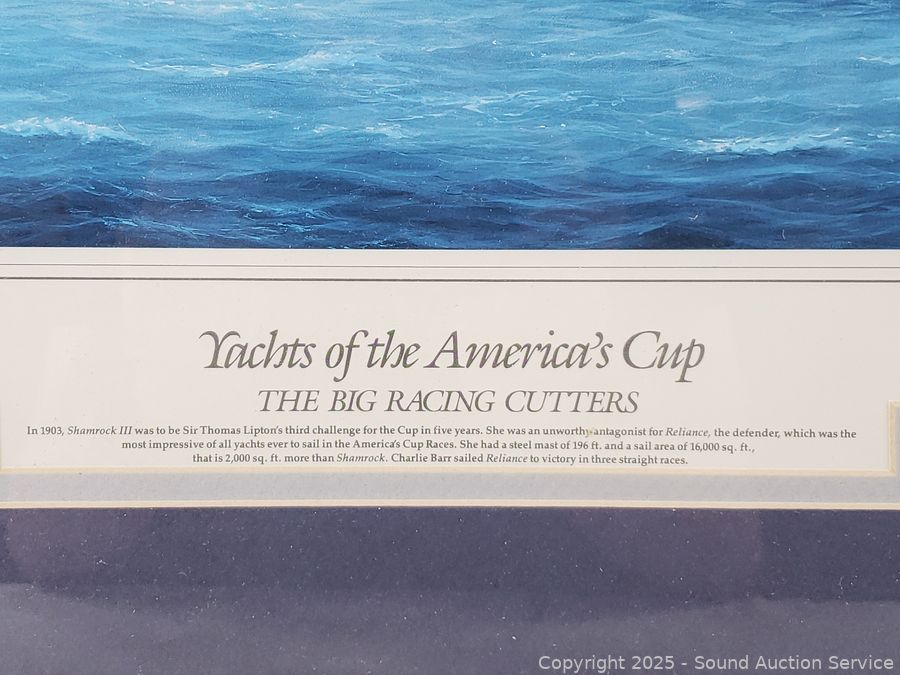 Yachts of the America's Cup
THE BIG RACING CUTTERS
In 1903, Shamrock III was to be Sir Thomas Lipton's third challenge for the Cup in five years. She was an unworthy antagonist for Reliance, the defender, which was the
most impressive of all yachts ever to sail in the America's Cup Races. She had a steel mast of 196 ft. and a sail area of 16,000 sq. ft.,
that is 2,000 sq. ft. more than Shamrock. Charlie Barr sailed Reliance to victory in three straight races.
Copyright 2025 - Sound Auction Service